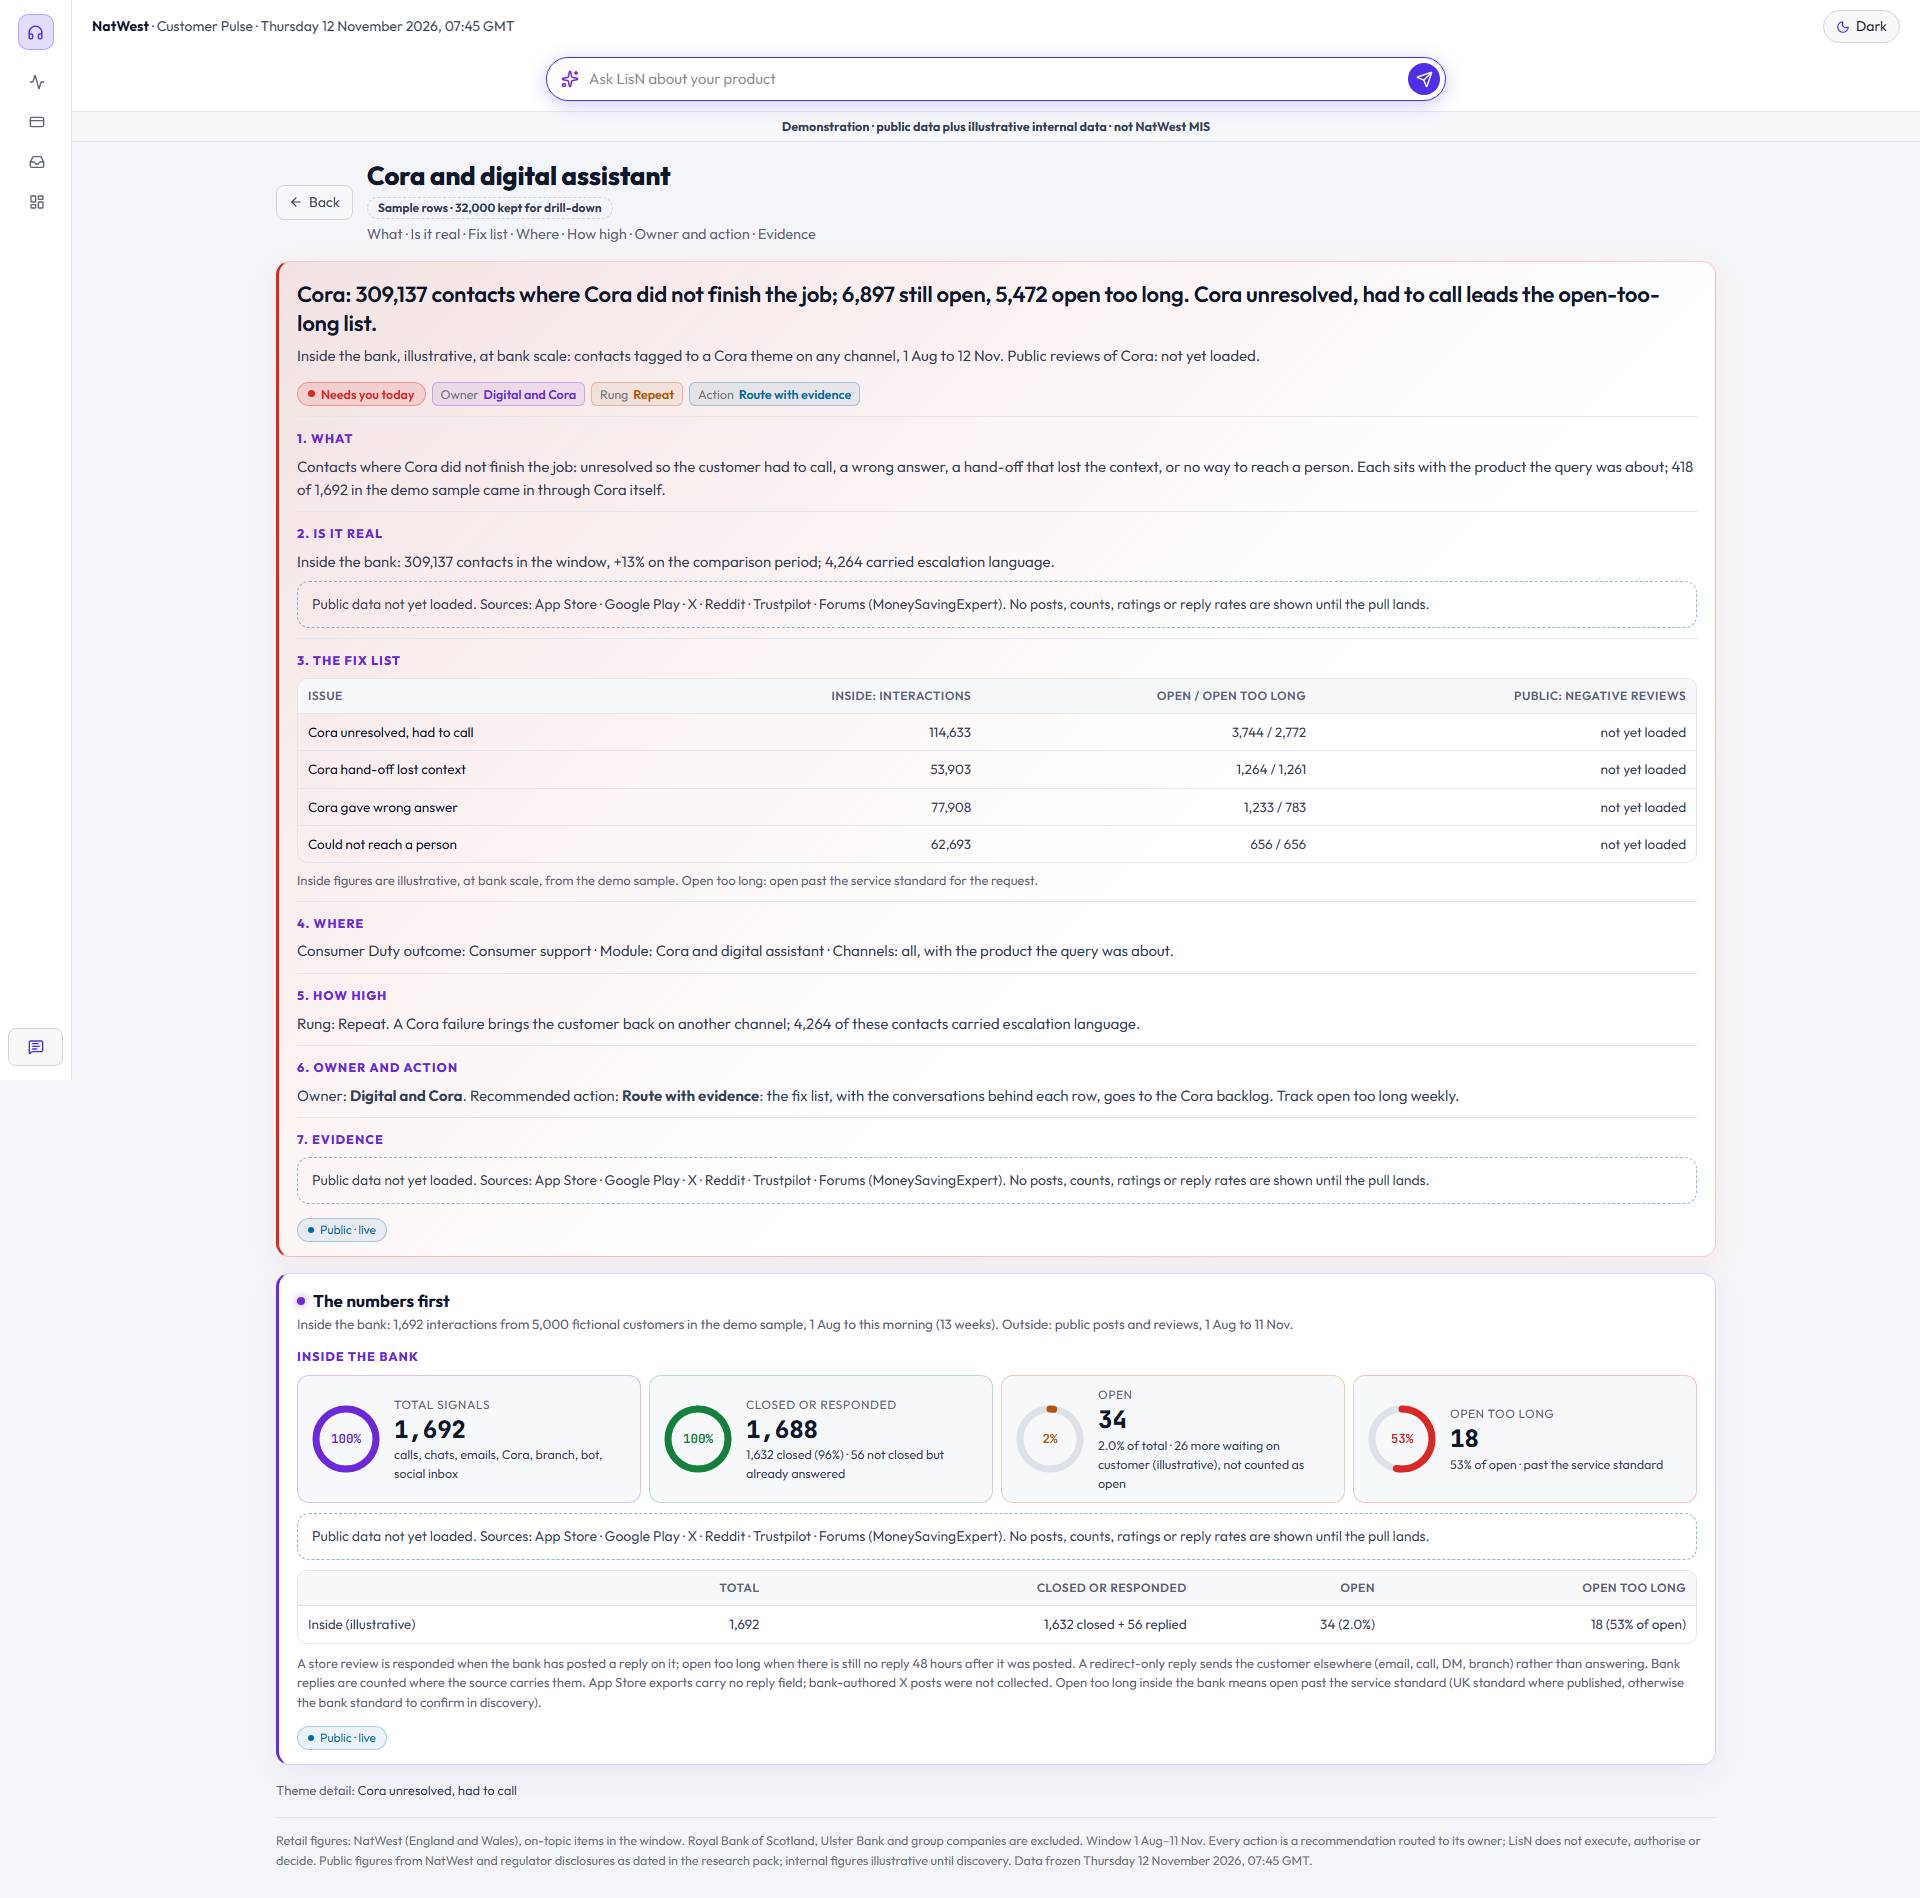 NatWest · Customer Pulse · Thursday 12 November 2026, 07:45 GMT
Dark
Ask LisN about your product
Demonstration · public data plus illustrative internal data · not NatWest MIS
Back
Cora and digital assistant
Sample rows · 32,000 kept for drill-down
What · Is it real · Fix list · Where · How high · Owner and action · Evidence
Cora: 309,137 contacts where Cora did not finish the job; 6,897 still open, 5,472 open too long. Cora unresolved, had to call leads the open-too-
long list.
Inside the bank, illustrative, at bank scale: contacts tagged to a Cora theme on any channel, 1 Aug to 12 Nov. Public reviews of Cora: not yet loaded.
Needs you today
Owner Digital and Cora
Rung Repeat
Action Route with evidence
1. WHAT
Contacts where Cora did not finish the job: unresolved so the customer had to call, a wrong answer, a hand-off that lost the context, or no way to reach a person. Each sits with the product the query was about; 418
of 1,692 in the demo sample came in through Cora itself.
2. IS IT REAL
Inside the bank: 309,137 contacts in the window, +13% on the comparison period; 4,264 carried escalation language.
Public data not yet loaded. Sources: App Store · Google Play · X · Reddit · Trustpilot · Forums (MoneySavingExpert). No posts, counts, ratings or reply rates are shown until the pull lands.
3. THE FIX LIST
ISSUE INSIDE: INTERACTIONS OPEN / OPEN TOO LONG PUBLIC: NEGATIVE REVIEWS
Cora unresolved, had to call 114,633 3,744 / 2,772 not yet loaded
Cora hand-off lost context 53,903 1,264 / 1,261 not yet loaded
Cora gave wrong answer 77,908 1,233 / 783 not yet loaded
Could not reach a person 62,693 656 / 656 not yet loaded
Inside figures are illustrative, at bank scale, from the demo sample. Open too long: open past the service standard for the request.
4. WHERE
Consumer Duty outcome: Consumer support · Module: Cora and digital assistant · Channels: all, with the product the query was about.
5. HOW HIGH
Rung: Repeat. A Cora failure brings the customer back on another channel; 4,264 of these contacts carried escalation language.
6. OWNER AND ACTION
Owner: Digital and Cora. Recommended action: Route with evidence: the fix list, with the conversations behind each row, goes to the Cora backlog. Track open too long weekly.
7. EVIDENCE
Public data not yet loaded. Sources: App Store · Google Play · X · Reddit · Trustpilot · Forums (MoneySavingExpert). No posts, counts, ratings or reply rates are shown until the pull lands.
Public · live
The numbers first
Inside the bank: 1,692 interactions from 5,000 fictional customers in the demo sample, 1 Aug to this morning (13 weeks). Outside: public posts and reviews, 1 Aug to 11 Nov.
INSIDE THE BANK
100%
TOTAL SIGNALS
1,692
calls, chats, emails, Cora, branch, bot,
social inbox
100%
CLOSED OR RESPONDED
1,688
1,632 closed (96%) · 56 not closed but
already answered
2%
OPEN
34
2.0% of total · 26 more waiting on
customer (illustrative), not counted as
open
53%
OPEN TOO LONG
18
53% of open · past the service standard
Public data not yet loaded. Sources: App Store · Google Play · X · Reddit · Trustpilot · Forums (MoneySavingExpert). No posts, counts, ratings or reply rates are shown until the pull lands.
TOTAL CLOSED OR RESPONDED OPEN OPEN TOO LONG
Inside (illustrative) 1,692 1,632 closed + 56 replied 34 (2.0%) 18 (53% of open)
A store review is responded when the bank has posted a reply on it; open too long when there is still no reply 48 hours after it was posted. A redirect-only reply sends the customer elsewhere (email, call, DM, branch) rather than answering. Bank
replies are counted where the source carries them. App Store exports carry no reply field; bank-authored X posts were not collected. Open too long inside the bank means open past the service standard (UK standard where published, otherwise
the bank standard to confirm in discovery).
Public · live
Theme detail: Cora unresolved, had to call
Retail figures: NatWest (England and Wales), on-topic items in the window. Royal Bank of Scotland, Ulster Bank and group companies are excluded. Window 1 Aug–11 Nov. Every action is a recommendation routed to its owner; LisN does not execute, authorise or
decide. Public figures from NatWest and regulator disclosures as dated in the research pack; internal figures illustrative until discovery. Data frozen Thursday 12 November 2026, 07:45 GMT.